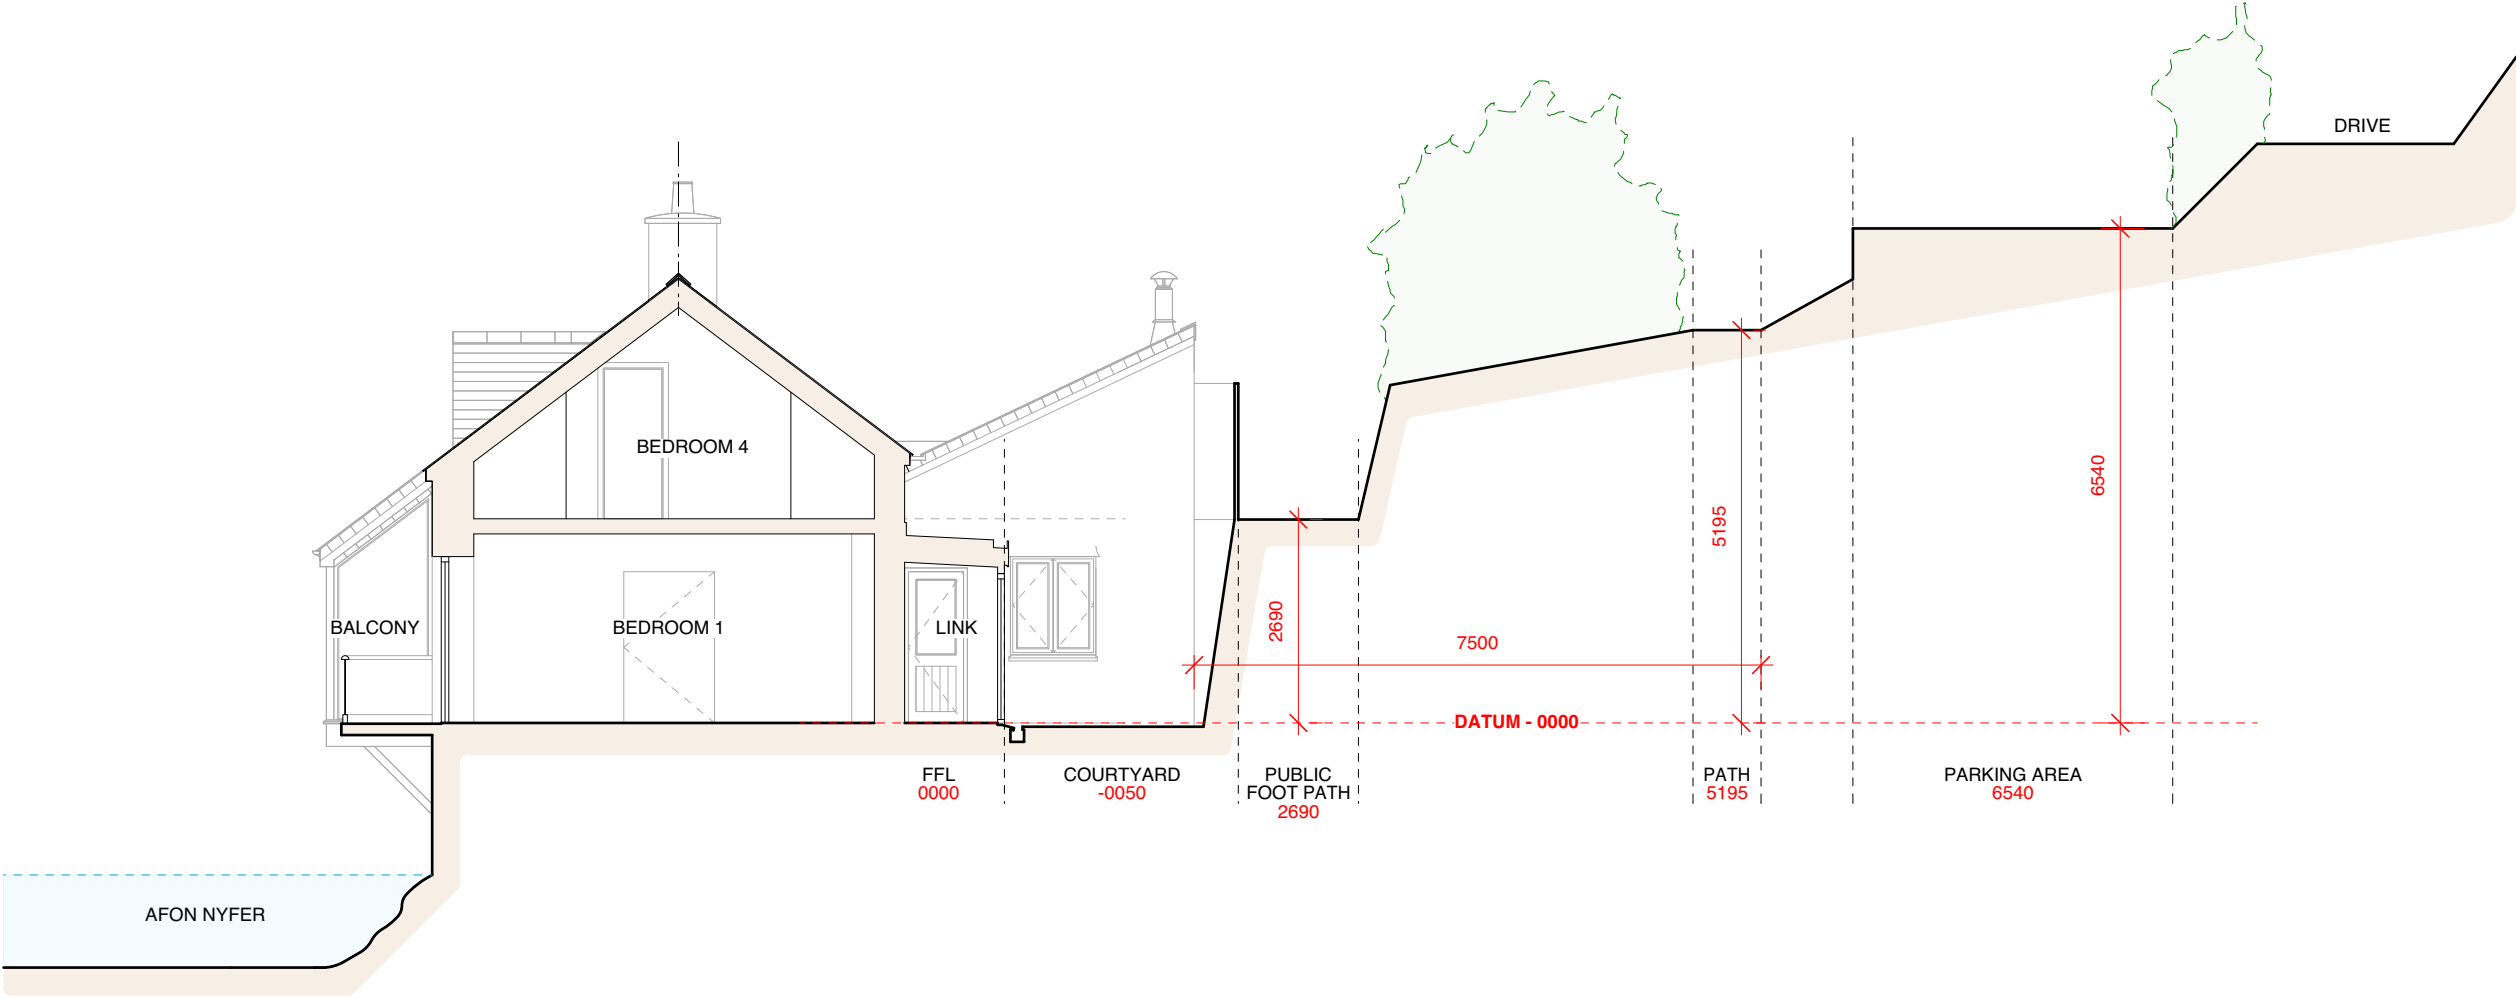 DRIVE
BEDROOM 4
6540
5195
2690
BALCONY
BEDROOM 1
LINK
7500
DATUM - 0000
FFL
0000
COURTYARD
-0050
PUBLIC
FOOT PATH
2690
PATH
5195
PARKING AREA
6540
AFON NYFER